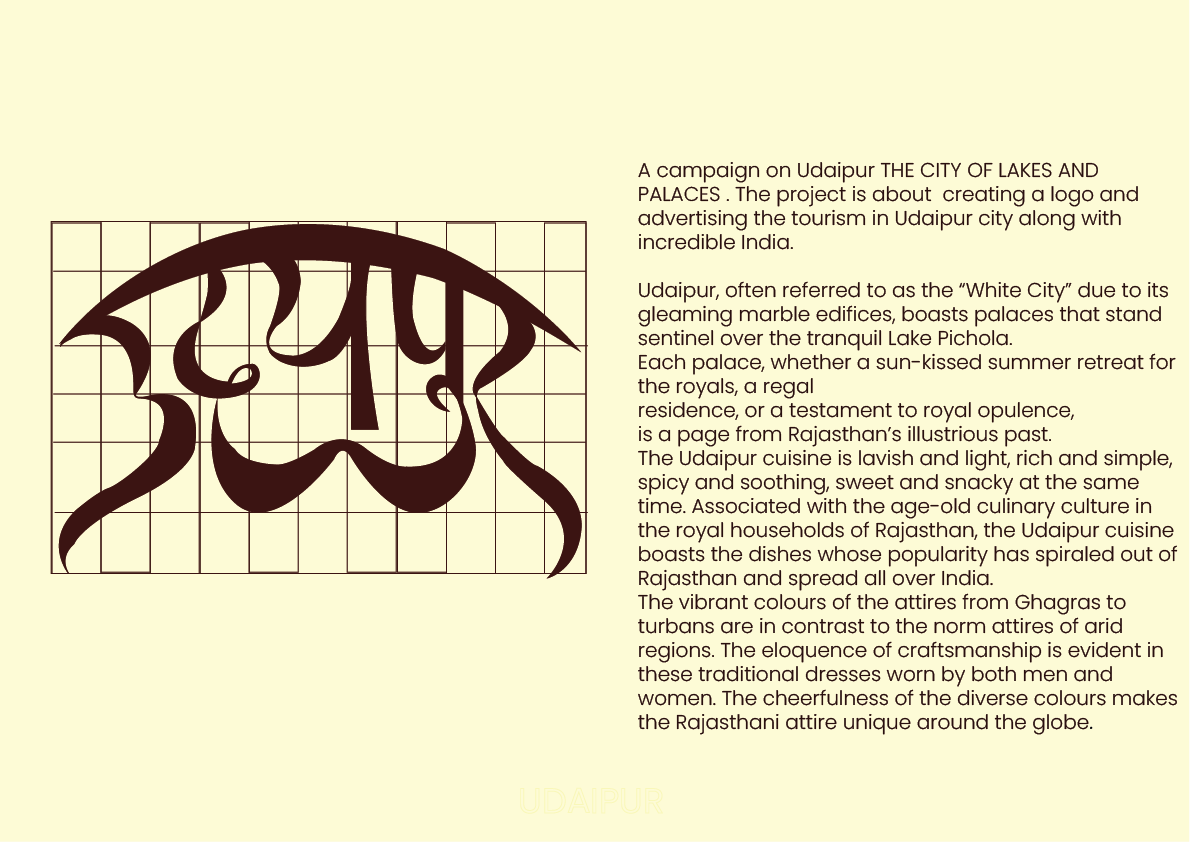 उदयपुर
A campaign on Udaipur THE CITY OF LAKES AND
PALACES . The project is about  creating a logo and
advertising the tourism in Udaipur city along with
incredible India.
Udaipur, often referred to as the “White City” due to its
gleaming marble edifices, boasts palaces that stand
sentinel over the tranquil Lake Pichola.
Each palace, whether a sun-kissed summer retreat for
the royals, a regal
residence, or a testament to royal opulence,
is a page from Rajasthan’s illustrious past.
The Udaipur cuisine is lavish and light, rich and simple,
spicy and soothing, sweet and snacky at the same
time. Associated with the age-old culinary culture in
the royal households of Rajasthan, the Udaipur cuisine
boasts the dishes whose popularity has spiraled out of
Rajasthan and spread all over India.
The vibrant colours of the attires from Ghagras to
turbans are in contrast to the norm attires of arid
regions. The eloquence of craftsmanship is evident in
these traditional dresses worn by both men and
women. The cheerfulness of the diverse colours makes
the Rajasthani attire unique around the globe.
UDAIPUR